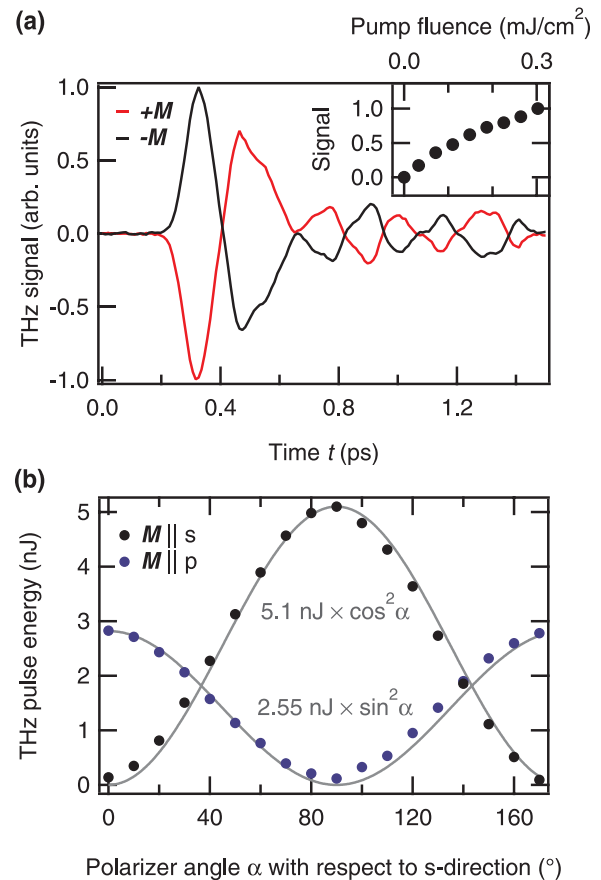 (a)
Pump fluence (mJ/cm²)
0.0 0.3
1.0
0.5
0.0
-0.5
-1.0
THz signal (arb. units)
+M
-M
1.0
0.5
0.0
Signal
0.0 0.4 0.8 1.2
Time t (ps)
(b)
5
4
3
2
1
0
THz pulse energy (nJ)
M || s
M || p
5.1 nJ × cos²α
2.55 nJ × sin²α
0 40 80 120 160
Polarizer angle α with respect to s-direction (°)